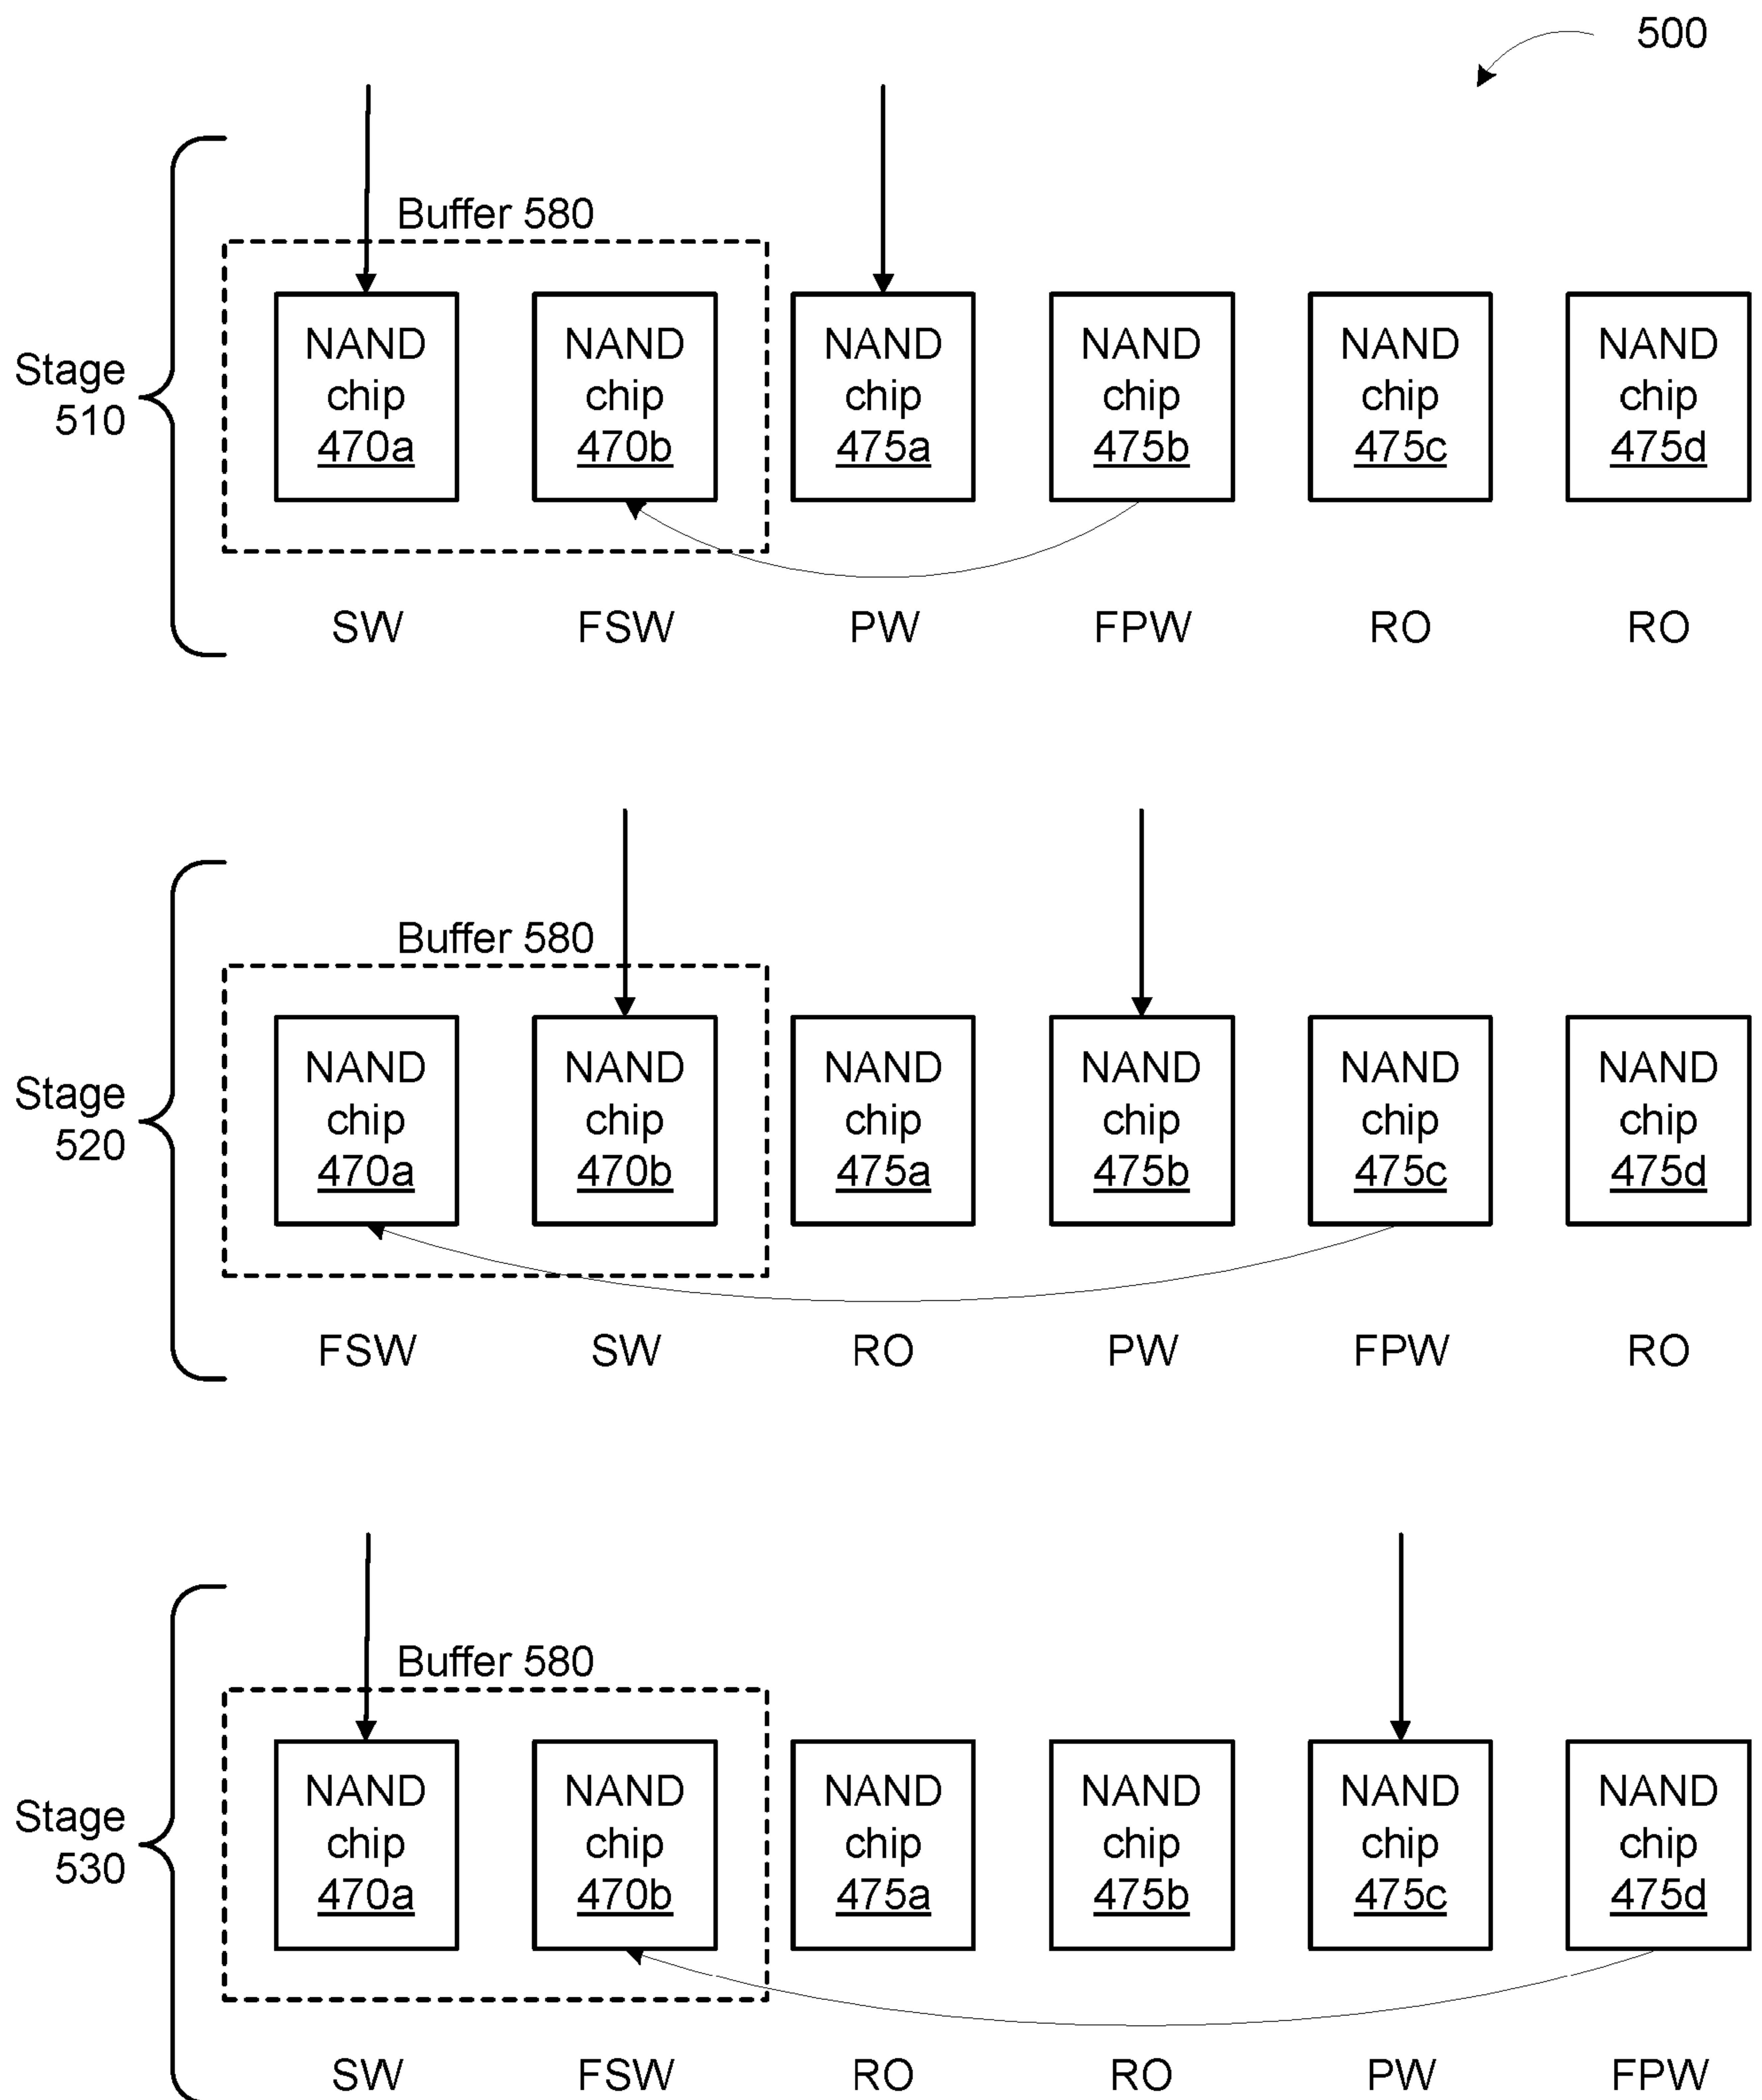 500
Buffer 580
Stage
510
NAND
chip
470a
NAND
chip
470b
NAND
chip
475a
NAND
chip
475b
NAND
chip
475c
NAND
chip
475d
SW
FSW
PW
FPW
RO
RO
Buffer 580
Stage
520
NAND
chip
470a
NAND
chip
470b
NAND
chip
475a
NAND
chip
475b
NAND
chip
475c
NAND
chip
475d
FSW
SW
RO
PW
FPW
RO
Buffer 580
Stage
530
NAND
chip
470a
NAND
chip
470b
NAND
chip
475a
NAND
chip
475b
NAND
chip
475c
NAND
chip
475d
SW
FSW
RO
RO
PW
FPW